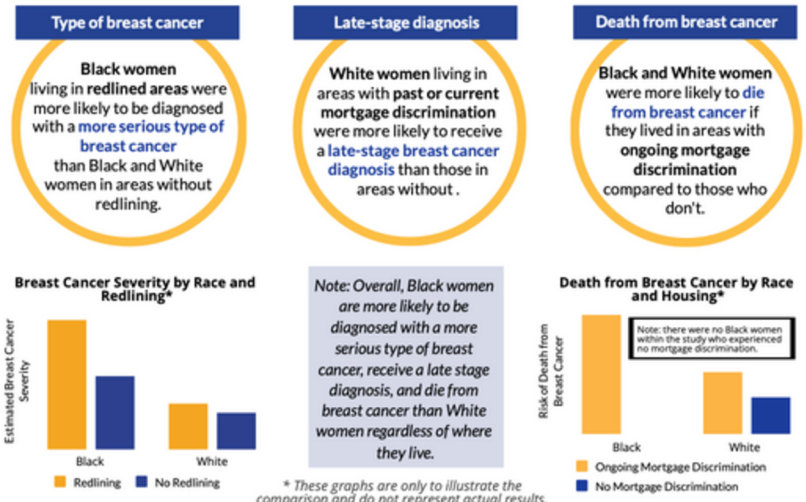 Type of breast cancer
Black women
living in redlined areas were
more likely to be diagnosed
with a more serious type of
breast cancer
than Black and White
women in areas without
redlining.
Late-stage diagnosis
White women living in
areas with past or current
mortgage discrimination
were more likely to receive
a late-stage breast cancer
diagnosis than those in
areas without .
Death from breast cancer
Black and White women
were more likely to die
from breast cancer if
they lived in areas with
ongoing mortgage
discrimination
compared to those who
don't.
Breast Cancer Severity by Race and
Redlining*
Estimated Breast Cancer
Severity
Black
White
Redlining
No Redlining
Note: Overall, Black women
are more likely to be
diagnosed with a more
serious type of breast
cancer, receive a late stage
diagnosis, and die from
breast cancer than White
women regardless of where
they live.
* These graphs are only to illustrate the
comparison and do not represent actual results.
Death from Breast Cancer by Race
and Housing*
Note: there were no Black women
within the study who experienced
no mortgage discrimination.
Risk of Death from
Breast Cancer
Black
White
Ongoing Mortgage Discrimination
No Mortgage Discrimination